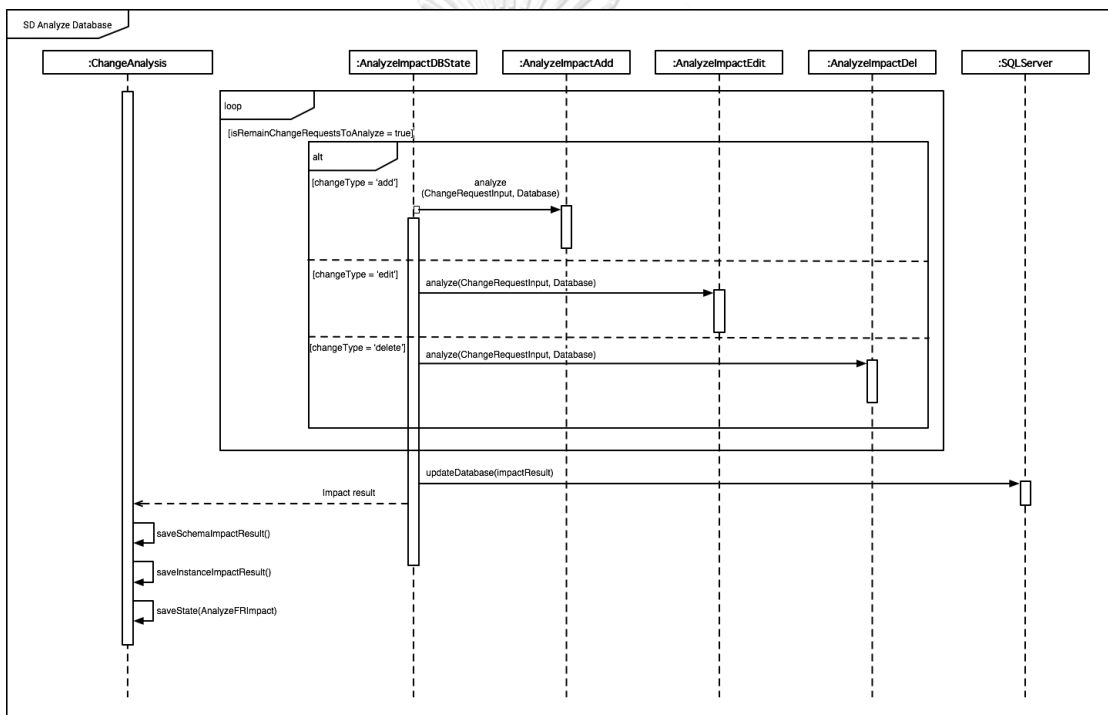 SD Analyze Database
:ChangeAnalysis
:AnalyzeImpactDBState
:AnalyzeImpactAdd
:AnalyzeImpactEdit
:AnalyzeImpactDel
:SQLServer
loop
[isRemainChangeRequestsToAnalyze = true]
alt
[changeType = 'add']
analyze
(ChangeRequestInput, Database)
[changeType = 'edit']
analyze(ChangeRequestInput, Database)
[changeType = 'delete']
analyze(ChangeRequestInput, Database)
updateDatabase(impactResult)
Impact result
saveSchemaImpactResult()
saveInstanceImpactResult()
saveState(AnalyzeFRImpact)